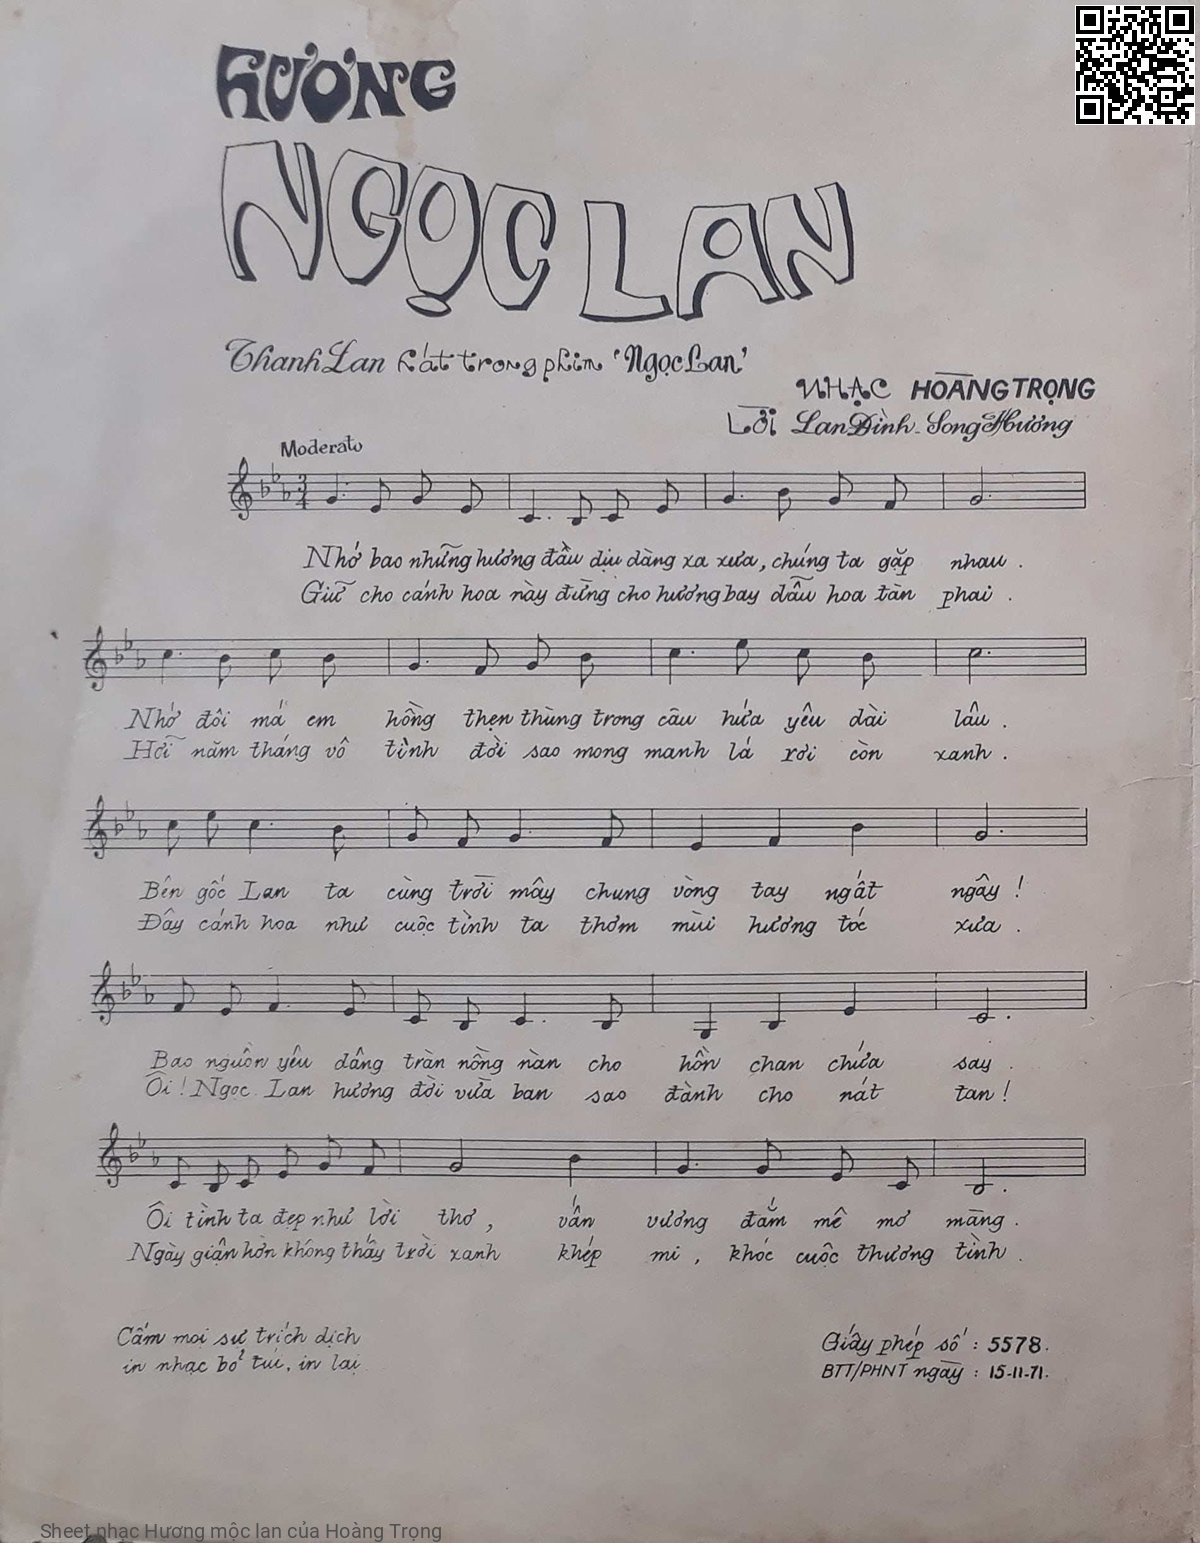 HƯƠNG
NGỌC LAN
Thanh Lan hát trong phim 'Ngọc Lan'
NHẠC HOÀNG TRỌNG
Lời Lan Đình - Song Hương
Moderato
3
4
Nhớ bao những hương đầu dịu dàng xa xưa, chúng ta gặp nhau.
Giữ cho cánh hoa này đừng cho hương bay dẫu hoa tàn phai.
Nhớ đôi má em hồng thẹn thùng trong câu hứa yêu dài lâu.
Hỡi năm tháng vô tình đời sao mong manh lá rơi còn xanh.
Bên gốc Lan ta cùng trời mây chung vòng tay ngất ngây!
Đây cánh hoa như cuộc tình ta thơm mùi hương tóc xưa.
Bao nguồn yêu dâng tràn nồng nàn cho hồn chan chứa say.
Ôi! Ngọc Lan hương đời vừa ban sao đành cho nát tan!
Ôi tình ta đẹp như lời thơ, vấn vương đắm mê mơ màng.
Ngày giận hờn không thấy trời xanh khép mi, khóc cuộc thương tình.
Cấm mọi sự trích dịch
in nhạc bỏ túi, in lại
Giấy phép số : 5578.
BTT/PHNT ngày : 15-11-71.
Sheet nhạc Hương mộc lan của Hoàng Trọng